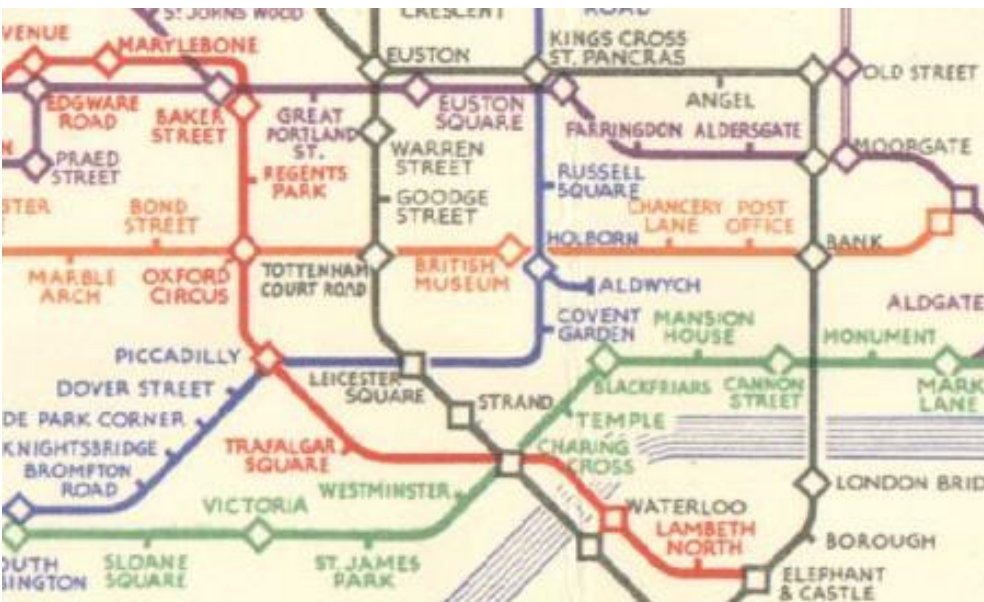 ST. JOHNS WOOD
CRESCENT
ROAD
VENUE
MARYLEBONE
EUSTON
KINGS CROSS
ST. PANCRAS
OLD STREET
EDGWARE
ROAD
BAKER
STREET
GREAT
PORTLAND
ST.
EUSTON
SQUARE
ANGEL
FARRINGDON
ALDERSGATE
MOORGATE
N
PRAED
STREET
REGENTS
PARK
WARREN
STREET
RUSSELL
SQUARE
GOODGE
STREET
STER
E
BOND
STREET
CHANCERY
LANE
POST
OFFICE
HOLBORN
BANK
MARBLE
ARCH
OXFORD
CIRCUS
TOTTENHAM
COURT ROAD
BRITISH
MUSEUM
ALDWYCH
ALDGATE
COVENT
GARDEN
MANSION
HOUSE
MONUMENT
PICCADILLY
LEICESTER
SQUARE
BLACKFRIARS
CANNON
STREET
MARK
LANE
DOVER STREET
STRAND
TEMPLE
DE PARK CORNER
KNIGHTSBRIDGE
BROMPTON
ROAD
TRAFALGAR
SQUARE
CHARING
CROSS
WESTMINSTER
VICTORIA
LONDON BRID
WATERLOO
LAMBETH
NORTH
BOROUGH
OUTH
SINGTON
SLOANE
SQUARE
ST. JAMES
PARK
ELEPHANT
& CASTLE